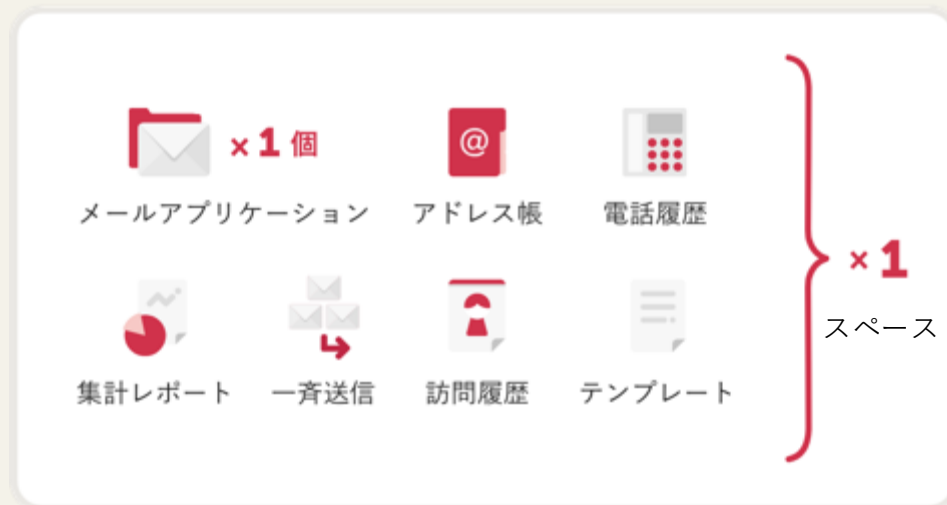 ×1個
@
メールアプリケーション
アドレス帳
電話履歴
×1
スペース
集計レポート
一斉送信
訪問履歴
テンプレート